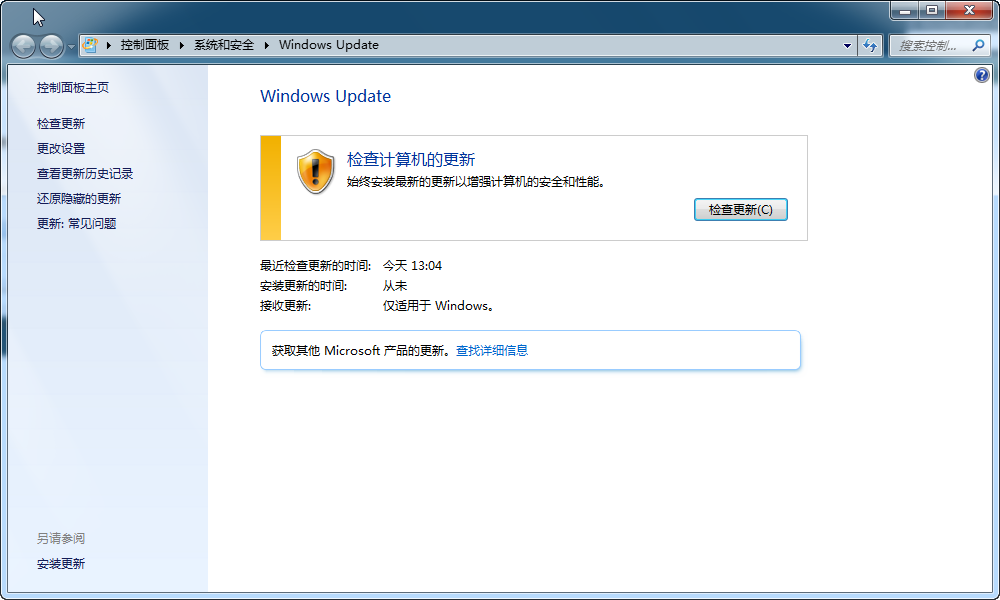 控制面板 ▸ 系统和安全 ▸ Windows Update
搜索控制...
控制面板主页
检查更新
更改设置
查看更新历史记录
还原隐藏的更新
更新: 常见问题
另请参阅
安装更新
Windows Update
检查计算机的更新
始终安装最新的更新以增强计算机的安全和性能。
检查更新(C)
最近检查更新的时间: 今天 13:04
安装更新的时间: 从未
接收更新: 仅适用于 Windows。
获取其他 Microsoft 产品的更新。查找详细信息